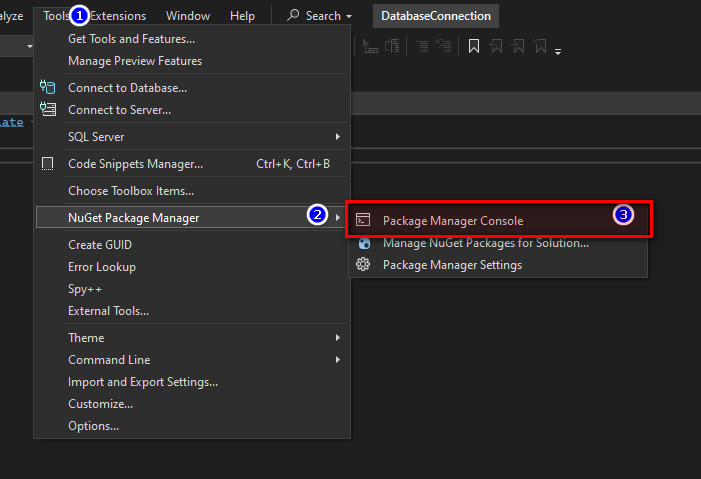 alyze Tools 1 Extensions Window Help Search DatabaseConnection
Get Tools and Features...
Manage Preview Features
Connect to Database...
Connect to Server...
SQL Server
Code Snippets Manager... Ctrl+K, Ctrl+B
Choose Toolbox Items...
NuGet Package Manager 2
Package Manager Console 3
Manage NuGet Packages for Solution...
Package Manager Settings
Create GUID
Error Lookup
Spy++
External Tools...
Theme
Command Line
Import and Export Settings...
Customize...
Options...
late